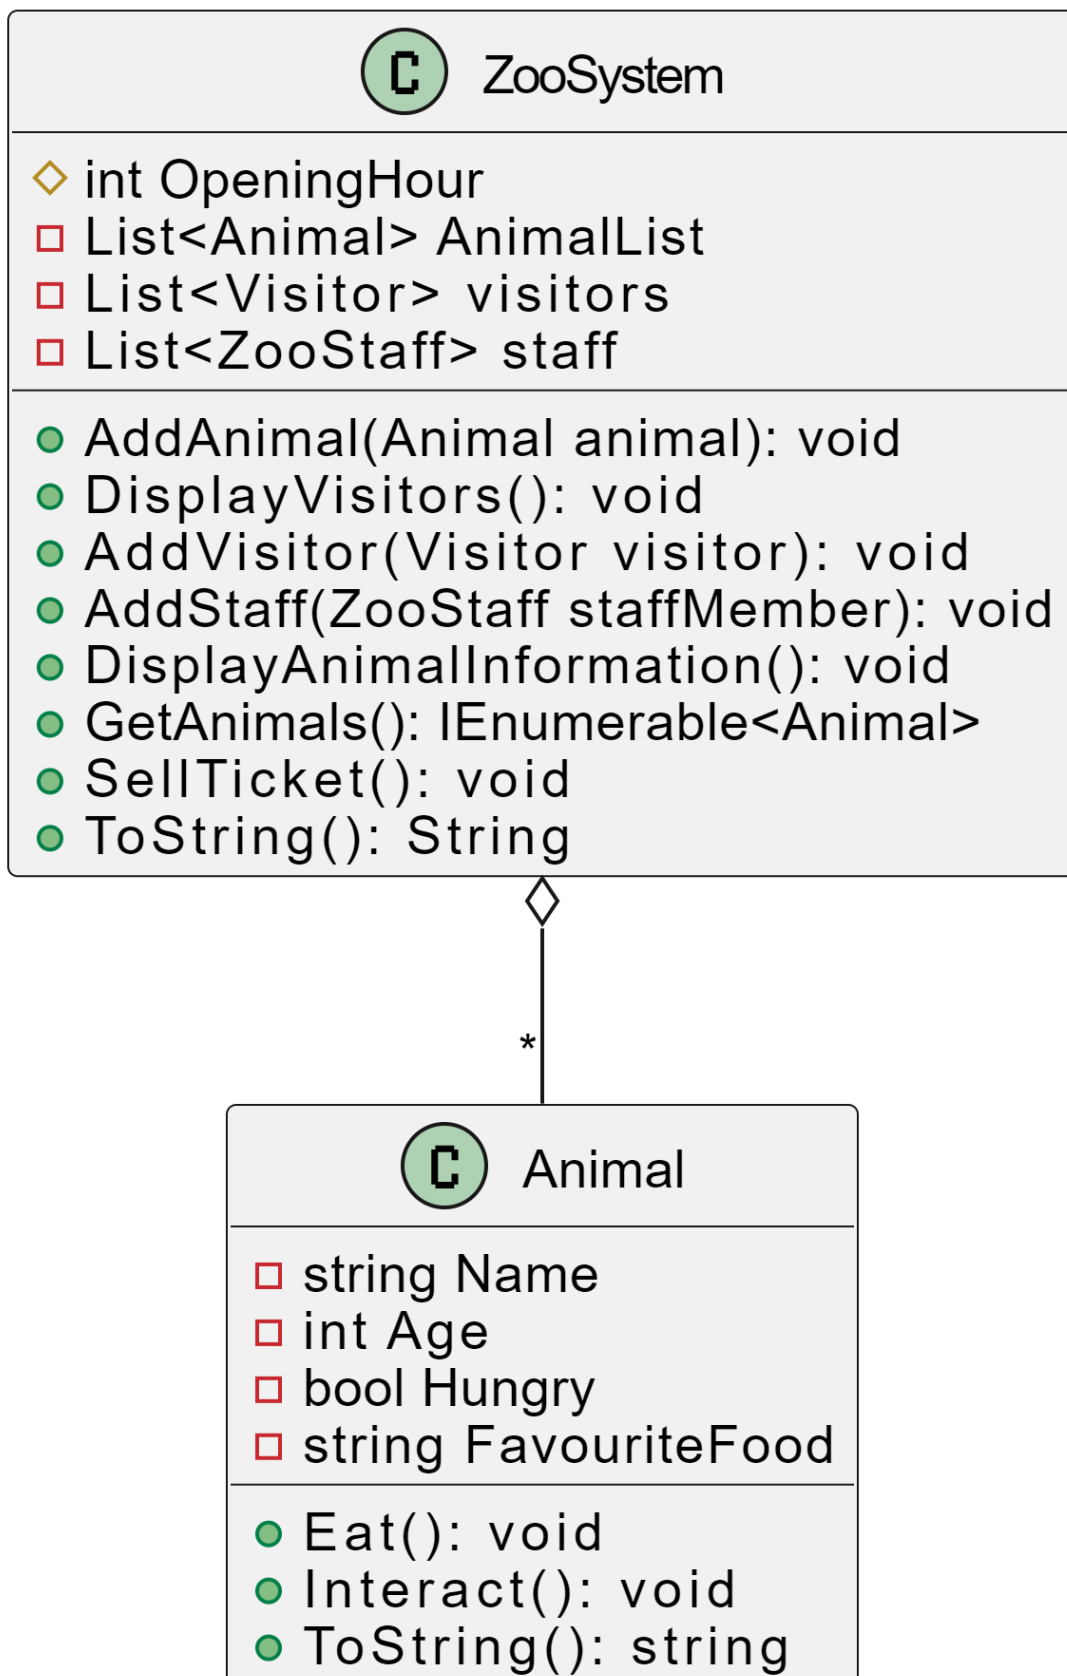 C ZooSystem
int OpeningHour
List<Animal> AnimalList
List<Visitor> visitors
List<ZooStaff> staff
AddAnimal(Animal animal): void
DisplayVisitors(): void
AddVisitor(Visitor visitor): void
AddStaff(ZooStaff staffMember): void
DisplayAnimalInformation(): void
GetAnimals(): IEnumerable<Animal>
SellTicket(): void
ToString(): String
*
C Animal
string Name
int Age
bool Hungry
string FavouriteFood
Eat(): void
Interact(): void
ToString(): string